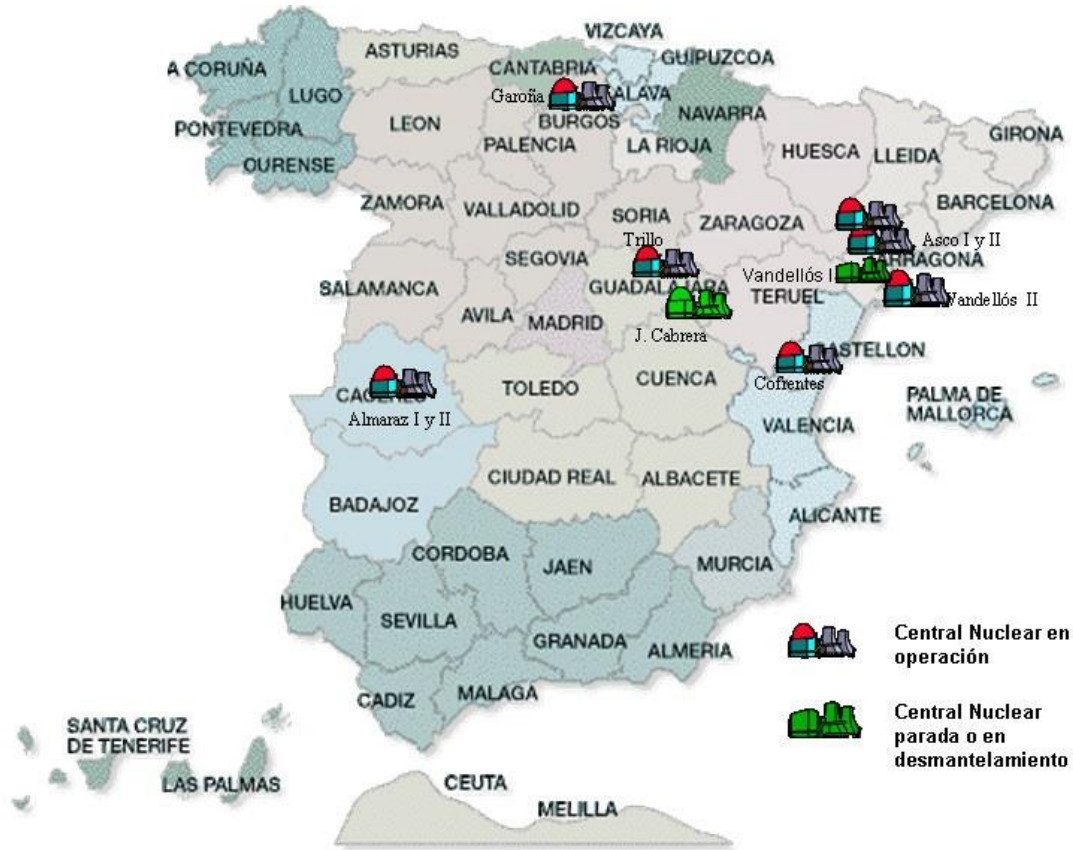 VIZCAYA
ASTURIAS
GUIPUZCOA
CANTABRIA
A CORUÑA
Garoña
ALAVA
LUGO
NAVARRA
LEON
BURGOS
PONTEVEDRA
PALENCIA
LA RIOJA
HUESCA
LLEIDA
GIRONA
OURENSE
ZAMORA
VALLADOLID
SORIA
ZARAGOZA
BARCELONA
Trillo
Asco I y II
SEGOVIA
ARRAGONA
SALAMANCA
GUADALAJARA
Vandellós I
TERUEL
Vandellós II
AVILA
MADRID
J. Cabrera
ASTELLON
CUENCA
TOLEDO
Cofrentes
CACERES
PALMA DE
MALLORCA
Almaraz I y II
VALENCIA
CIUDAD REAL
ALBACETE
BADAJOZ
ALICANTE
CORDOBA
JAEN
MURCIA
HUELVA
SEVILLA
GRANADA
ALMERIA
Central Nuclear en
operación
CADIZ
MALAGA
Central Nuclear
parada o en
desmantelamiento
SANTA CRUZ
DE TENERIFE
LAS PALMAS
CEUTA
MELILLA